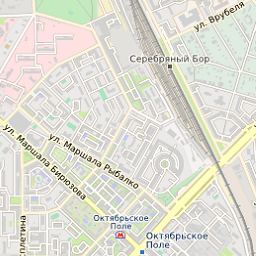 ул. Врубеля
Серебряный Бор
ул. Маршала Рыбалко
ул. Маршала Бирюзова
Октябрьское
Поле
Октябрьское
Поле